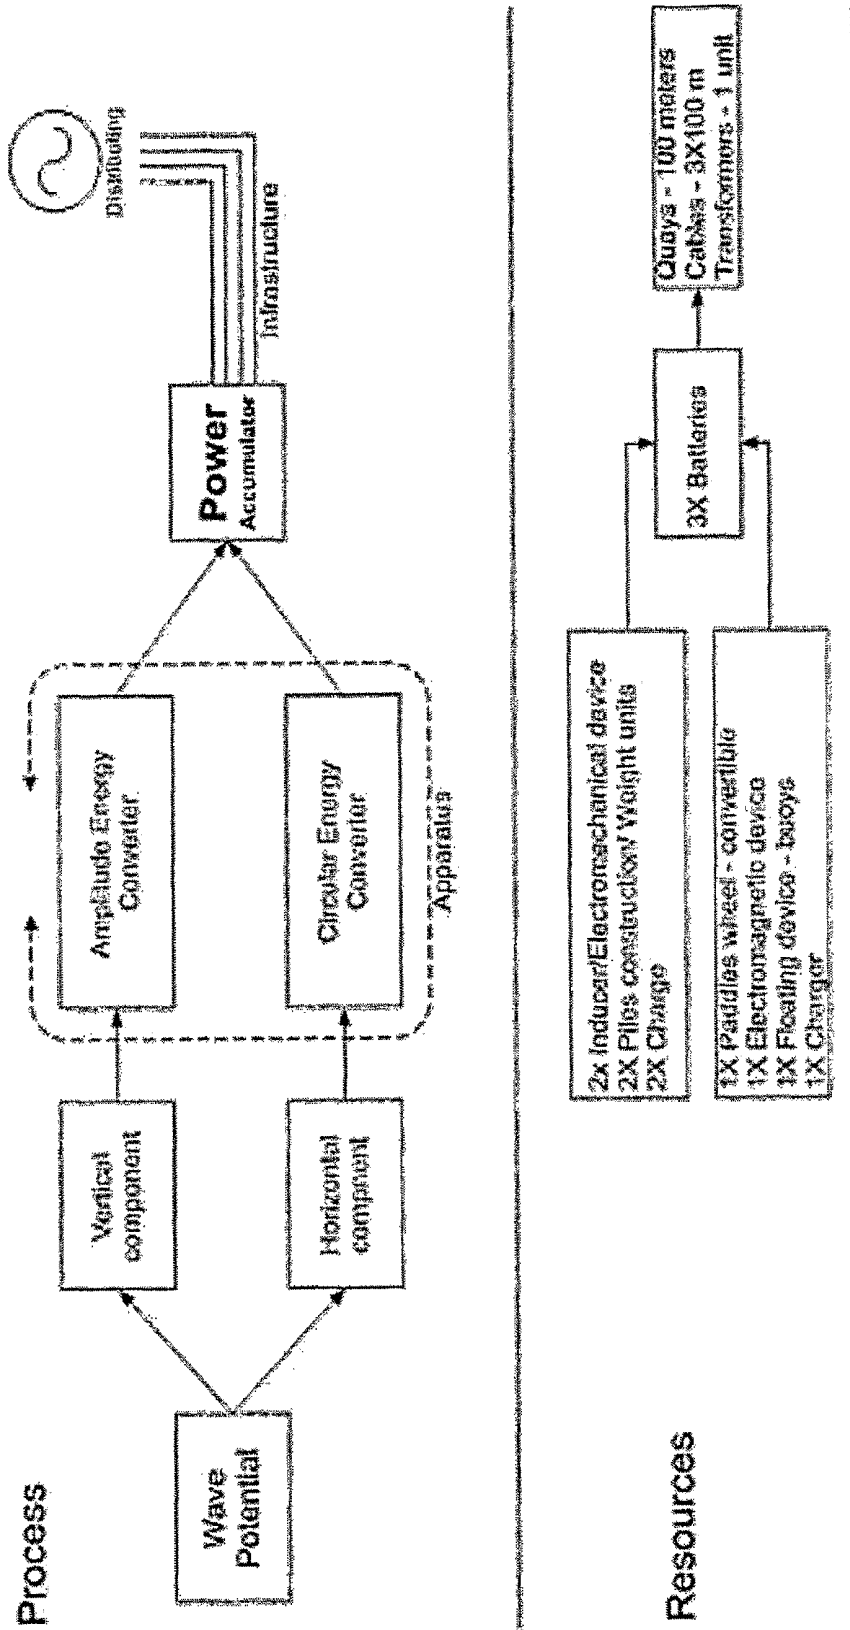 Process
Wave
Potential
Vertical
component
Horizontal
compnent
Amplitude Energy
Converter
Circular Energy
Converter
Apparatus
Power
Accumulator
Infrastructure
Distributing
Resources
2x Inducer/Electromechanical device
2X Piles construction/ Weight units
2X Charge
1X Paddles wheel - convertible
1X Electromagnetic device
1X Floating device - buoys
1X Charger
3X Batteries
Quays - 100 meters
Cables - 3X100 m
Transformers - 1 unit